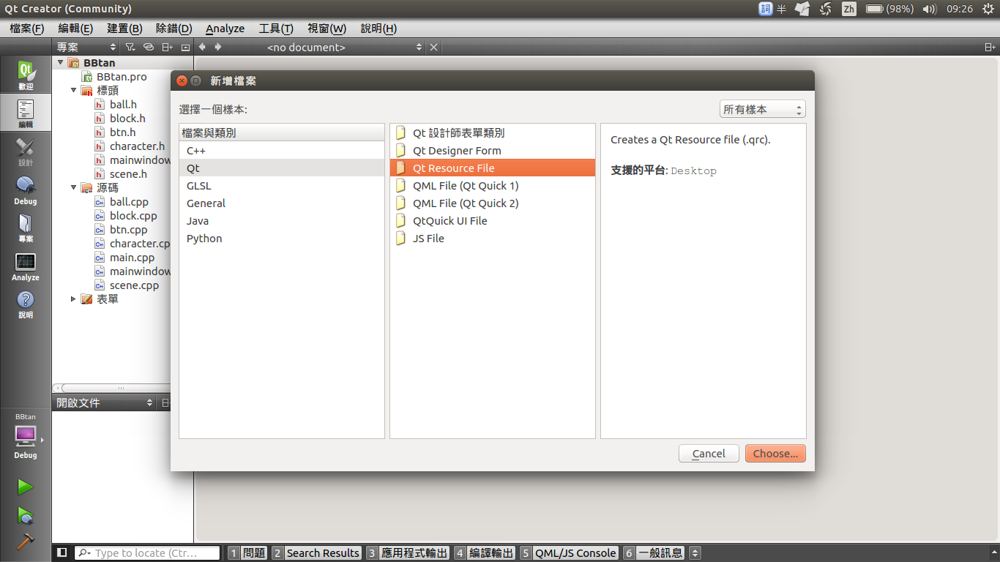 Qt Creator (Community)
詞 半 Zh (98%) 09:26
檔案(F) 編輯(E) 建置(B) 除錯(D) Analyze 工具(T) 視窗(W) 說明(H)
專案 <no document>
歡迎
編輯
設計
Debug
專案
Analyze
說明
BBtan
Debug
BBtan
BBtan.pro
標頭
ball.h
block.h
btn.h
character.h
mainwindow
scene.h
源碼
ball.cpp
block.cpp
btn.cpp
character.cp
main.cpp
mainwindow
scene.cpp
表單
開啟文件
新增檔案
選擇一個樣本:
所有樣本
檔案與類別
C++
Qt
GLSL
General
Java
Python
Qt 設計師表單類別
Qt Designer Form
Qt Resource File
QML File (Qt Quick 1)
QML File (Qt Quick 2)
QtQuick UI File
JS File
Creates a Qt Resource file (.qrc).
支援的平台: Desktop
Cancel Choose...
Type to locate (Ctr... 1 問題 2 Search Results 3 應用程式輸出 4 編譯輸出 5 QML/JS Console 6 一般訊息